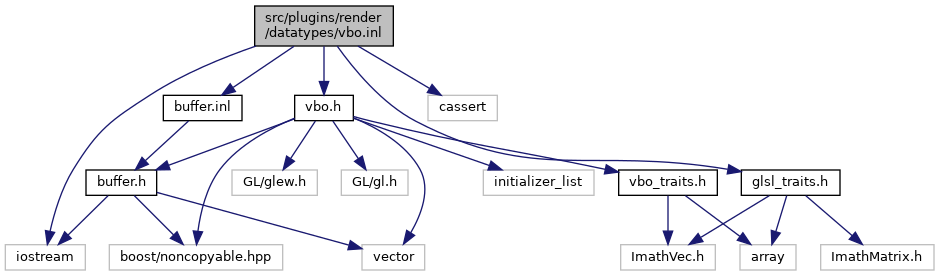 src/plugins/render
/datatypes/vbo.inl
buffer.inl
vbo.h
cassert
buffer.h
GL/glew.h
GL/gl.h
initializer_list
vbo_traits.h
glsl_traits.h
iostream
boost/noncopyable.hpp
vector
ImathVec.h
array
ImathMatrix.h